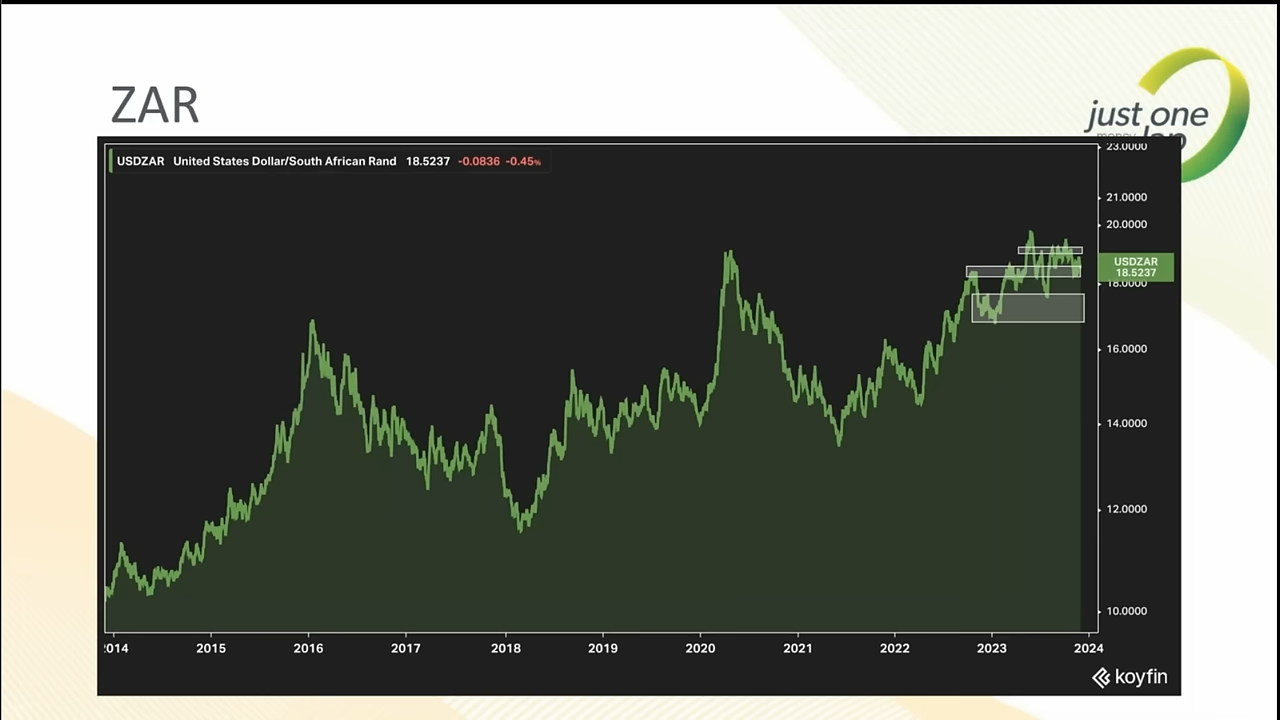 ZAR
just one
lap
USDZAR United States Dollar/South African Rand 18.5237 -0.0836 -0.45%
23.0000
21.0000
20.0000
USDZAR
18.5237
18.0000
16.0000
14.0000
12.0000
10.0000
2014 2015 2016 2017 2018 2019 2020 2021 2022 2023 2024
koyfin